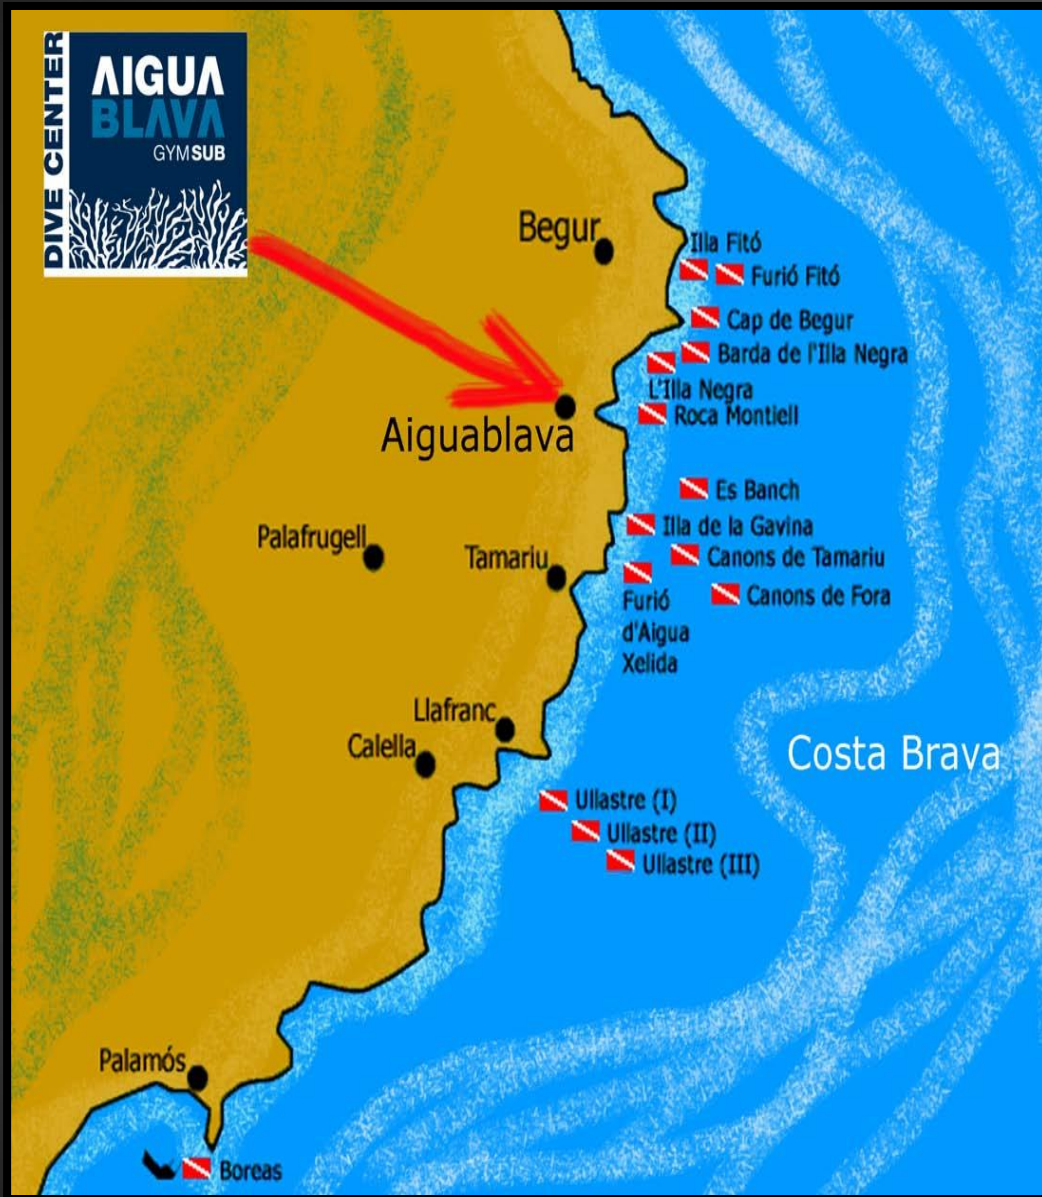 DIVE CENTER
AIGUA
BLAVA
GYMSUB
Begur
Illa Fitó
Furió Fitó
Cap de Begur
Barda de l'Illa Negra
L'Illa Negra
Roca Montiell
Aiguablava
Es Banch
Illa de la Gavina
Palafrugell
Tamariu
Canons de Tamariu
Canons de Fora
Furió
d'Aigua
Xelida
Llafranc
Calella
Costa Brava
Ullastre (I)
Ullastre (II)
Ullastre (III)
Palamós
Boreas